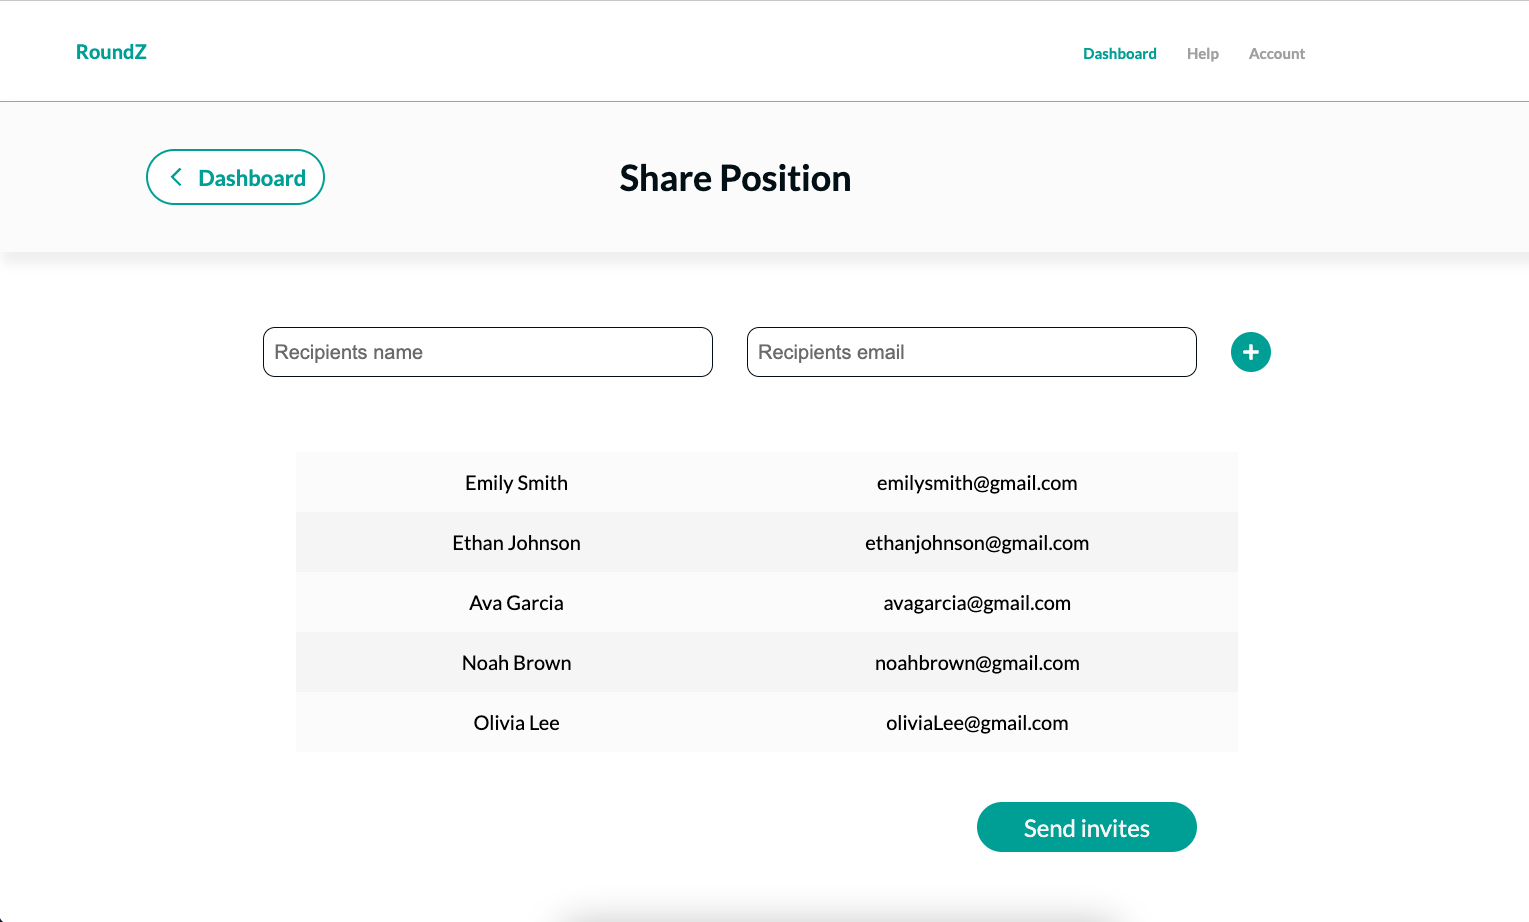 RoundZ
Dashboard Help Account
Dashboard
Share Position
Recipients name
Recipients email
Emily Smith emilysmith@gmail.com
Ethan Johnson ethanjohnson@gmail.com
Ava Garcia avagarcia@gmail.com
Noah Brown noahbrown@gmail.com
Olivia Lee oliviaLee@gmail.com
Send invites